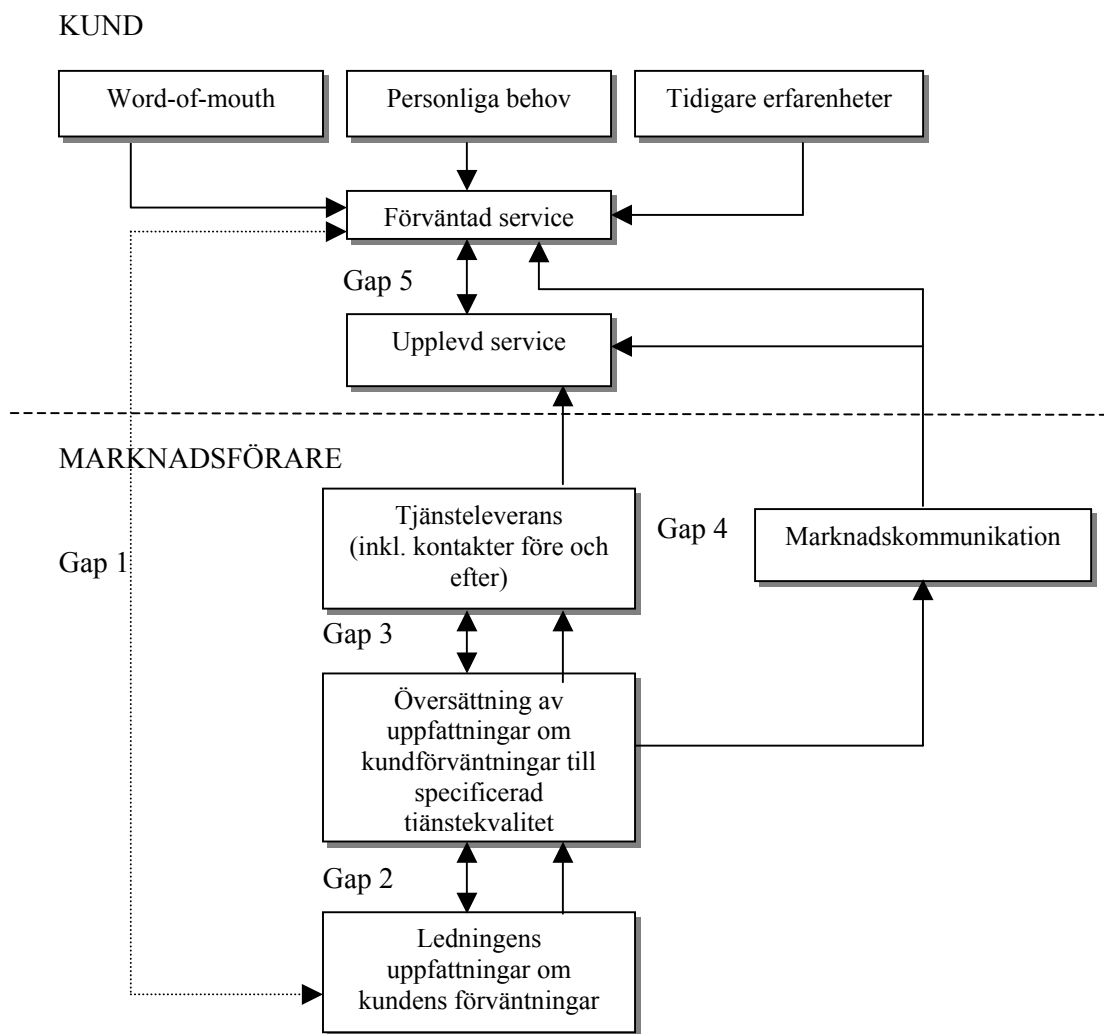 KUND
Word-of-mouth
Personliga behov
Tidigare erfarenheter
Förväntad service
Gap 5
Upplevd service
MARKNADSFÖRARE
Tjänsteleverans
(inkl. kontakter före och
efter)
Gap 4
Marknadskommunikation
Gap 1
Gap 3
Översättning av
uppfattningar om
kundförväntningar till
specificerad
tjänstekvalitet
Gap 2
Ledningens
uppfattningar om
kundens förväntningar